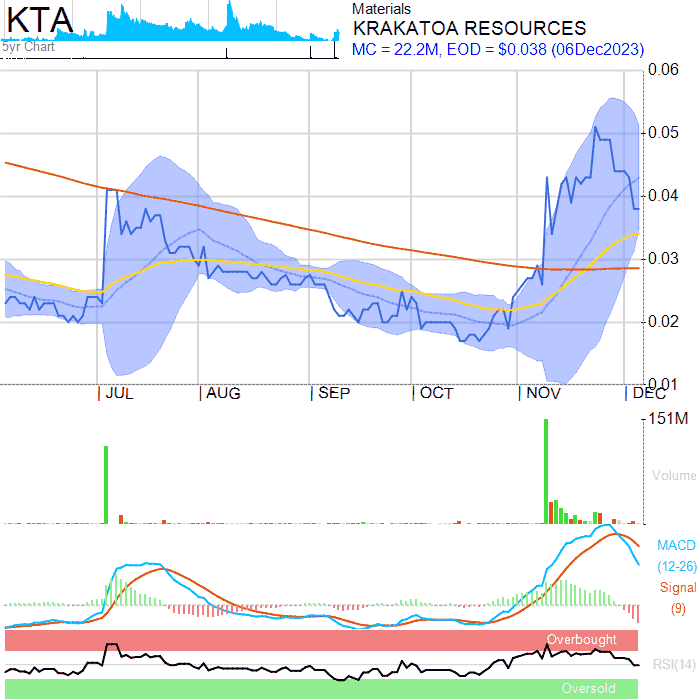 KTA
5yr Chart
Materials
KRAKATOA RESOURCES
MC = 22.2M, EOD = $0.038 (06Dec2023)
0.06
0.05
0.04
0.03
0.02
0.01
JUL AUG SEP OCT NOV DEC
151M
Volume
MACD
(12-26)
Signal
(9)
Overbought
RSI(14)
Oversold